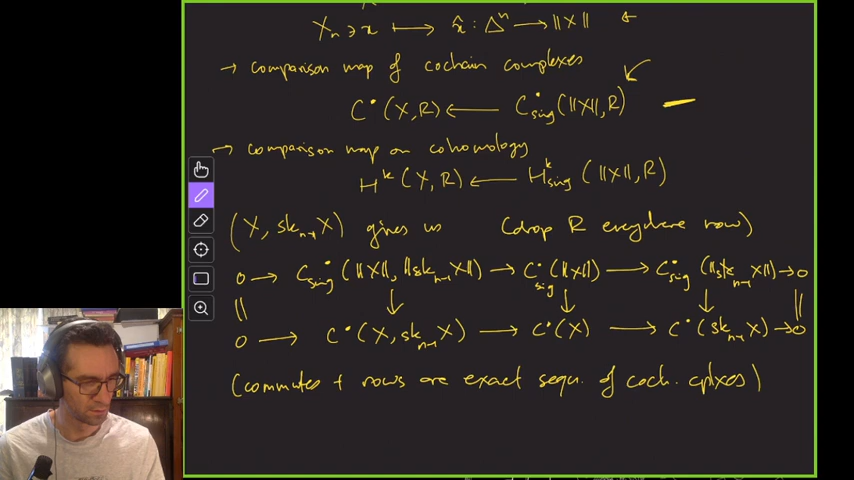 Xₙ ∋ x ⟼ x̂ : Δⁿ → ||X|| ←
→ comparison map of cochain complexes
C•(X,R) ← C•sing(||X||,R)
→ comparison map on cohomology
Hᵏ(X,R) ← Hᵏsing(||X||,R)
(X, skₙ₋₁X) gives us (drop R everywhere now)
0 → C•sing(||X||, ||skₙ₋₁X||) → C•sing(||X||) → C•sing(||skₙ₋₁X||) → 0
0 → C•(X, skₙ₋₁X) → C•(X) → C•(skₙ₋₁X) → 0
(commutes + rows are exact sequ. of coch. cplxes)